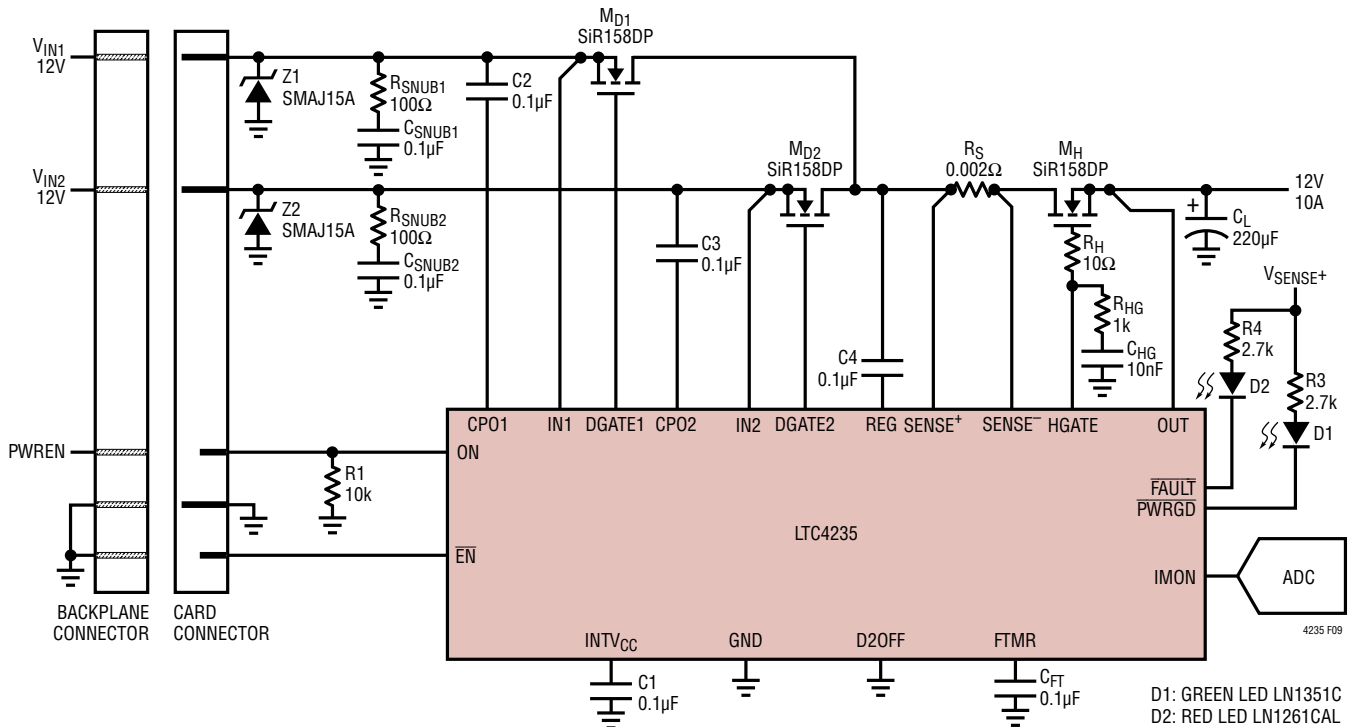 VIN1
12V
Z1
SMAJ15A
RSNUB1
100Ω
CSNUB1
0.1µF
C2
0.1µF
MD1
SiR158DP
VIN2
12V
Z2
SMAJ15A
RSNUB2
100Ω
CSNUB2
0.1µF
C3
0.1µF
MD2
SiR158DP
RS
0.002Ω
MH
SiR158DP
12V
10A
+
CL
220µF
RH
10Ω
RHG
1k
CHG
10nF
C4
0.1µF
VSENSE+
R4
2.7k
D2
R3
2.7k
D1
CPO1
IN1
DGATE1
CPO2
IN2
DGATE2
REG
SENSE+
SENSE−
HGATE
OUT
PWREN
R1
10k
ON
EN
FAULT
PWRGD
LTC4235
IMON
ADC
BACKPLANE
CONNECTOR
CARD
CONNECTOR
4235 F09
INTVCC
GND
D2OFF
FTMR
C1
0.1µF
CFT
0.1µF
D1: GREEN LED LN1351C
D2: RED LED LN1261CAL